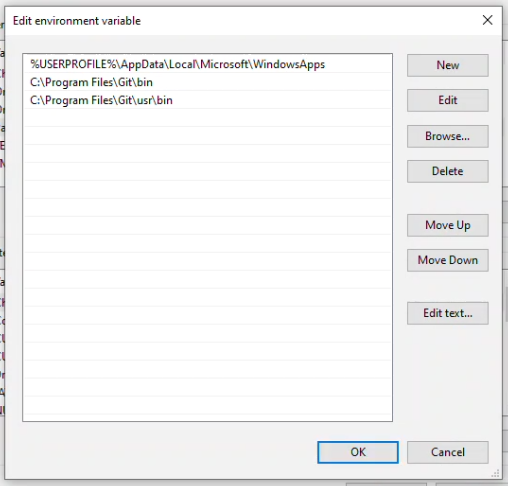 Edit environment variable
%USERPROFILE%\AppData\Local\Microsoft\WindowsApps
C:\Program Files\Git\bin
C:\Program Files\Git\usr\bin
New
Edit
Browse...
Delete
Move Up
Move Down
Edit text...
OK
Cancel